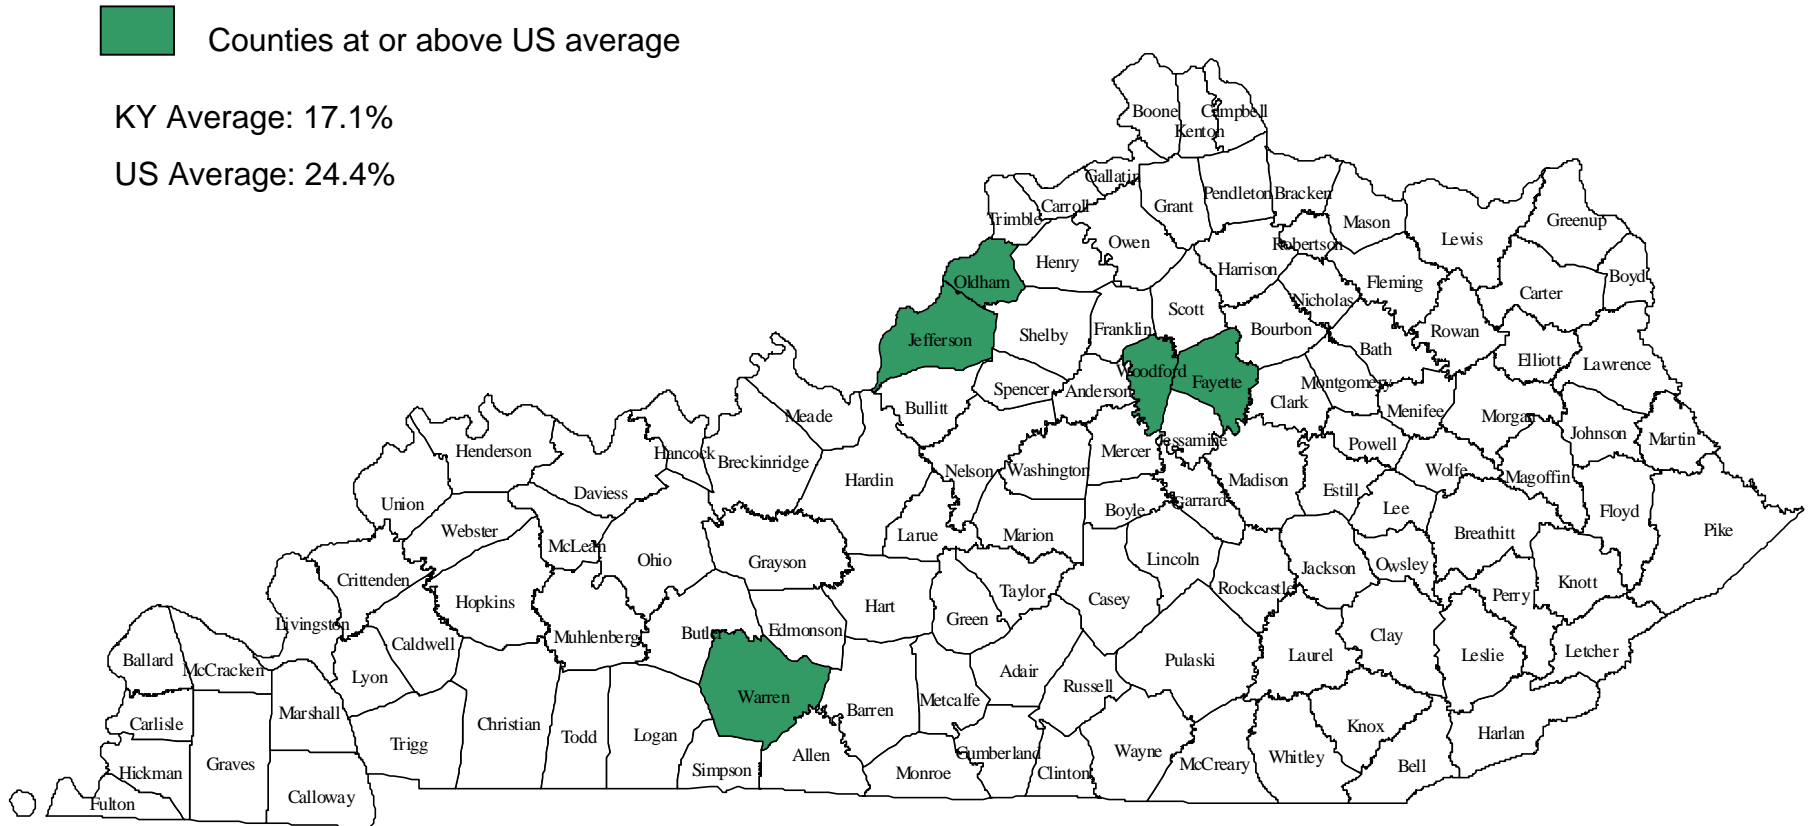 Counties at or above US average
KY Average: 17.1%
US Average: 24.4%
Boone
Kenton
Campbell
Gallatin
Carroll
Trimble
Grant
Pendleton
Bracken
Mason
Lewis
Greenup
Owen
Robertson
Henry
Oldham
Harrison
Fleming
Boyd
Carter
Nicholas
Scott
Franklin
Shelby
Jefferson
Bourbon
Rowan
Bath
Elliott
Lawrence
Woodford
Fayette
Montgomery
Spencer
Anderson
Clark
Menifee
Morgan
Meade
Bullitt
Johnson
Martin
Jessamine
Powell
Henderson
Hancock
Breckinridge
Mercer
Nelson
Washington
Wolfe
Magoffin
Hardin
Madison
Daviess
Estill
Union
Boyle
Garrard
Lee
Floyd
Webster
Larue
Marion
Breathitt
Pike
McLean
Ohio
Grayson
Lincoln
Jackson
Owsley
Crittenden
Knott
Rockcastle
Taylor
Casey
Perry
Hopkins
Hart
Green
Livingston
Muhlenberg
Butler
Edmonson
Clay
Caldwell
Ballard
McCracken
Pulaski
Laurel
Leslie
Letcher
Lyon
Adair
Russell
Warren
Metcalfe
Barren
Marshall
Carlisle
Christian
Todd
Logan
Knox
Harlan
Trigg
Allen
Cumberland
Wayne
Whitley
Graves
McCreary
Bell
Hickman
Simpson
Monroe
Clinton
Calloway
Fulton